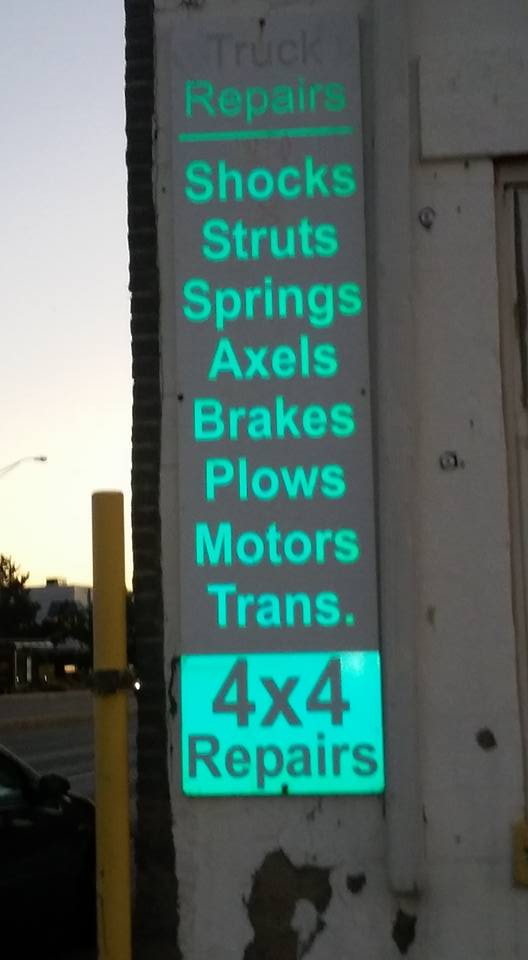 Truck
Repairs
Shocks
Struts
Springs
Axels
Brakes
Plows
Motors
Trans.
4x4
Repairs